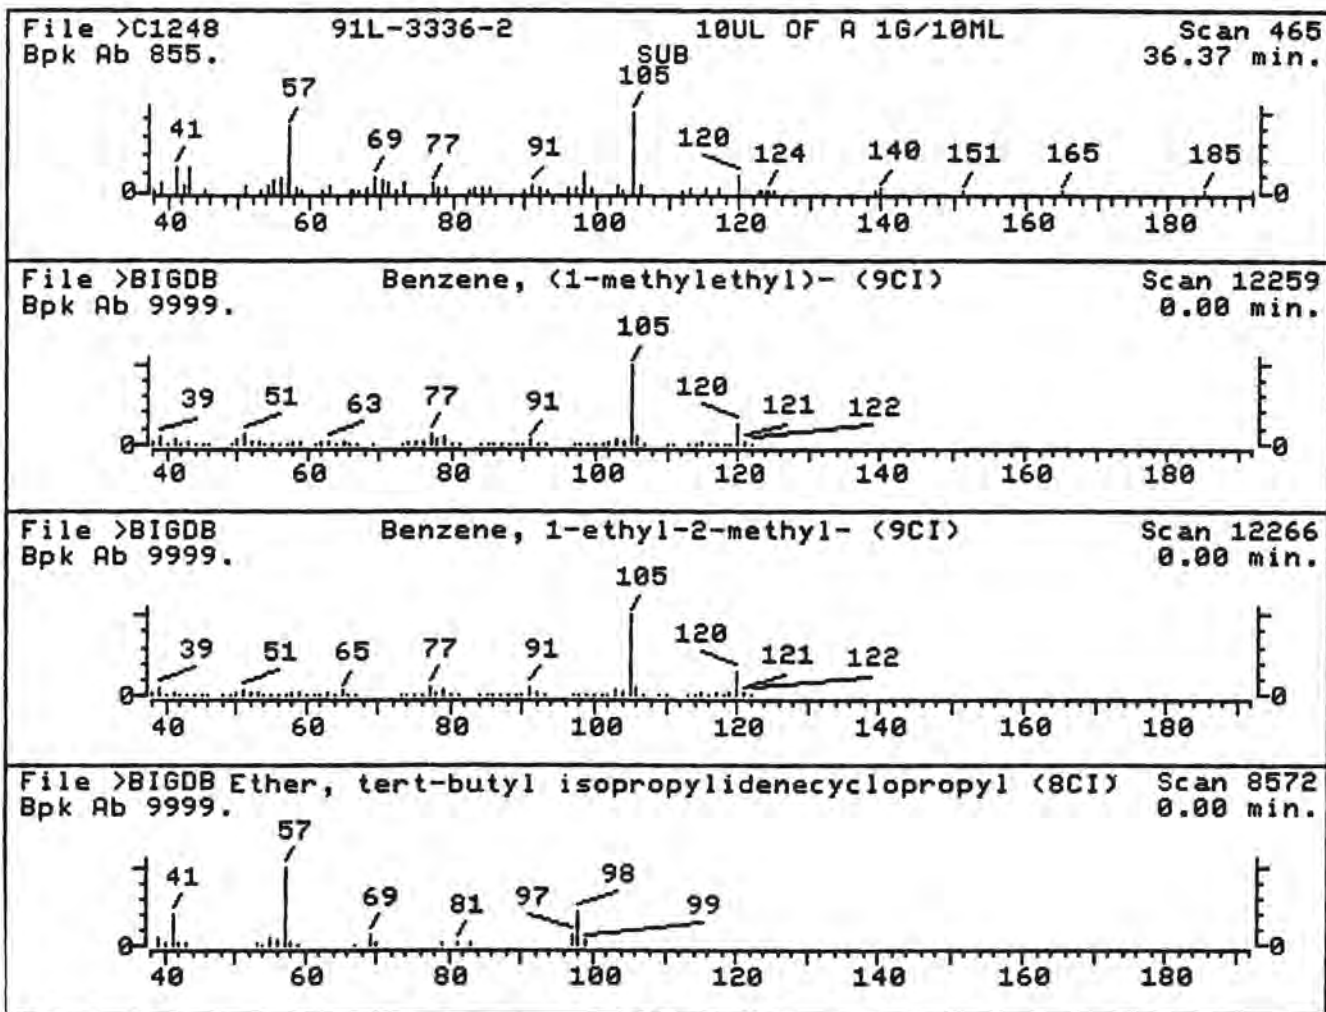 File >C1248 91L-3336-2 10UL OF A 1G/10ML Scan 465
Bpk Ab 855. SUB 36.37 min.
105
57
41 69 77 91 120 124 140 151 165 185
0 0
40 60 80 100 120 140 160 180
File >BIGDB Benzene, (1-methylethyl)- (9CI) Scan 12259
Bpk Ab 9999. 0.00 min.
105
39 51 63 77 91 120 121 122
0 0
40 60 80 100 120 140 160 180
File >BIGDB Benzene, 1-ethyl-2-methyl- (9CI) Scan 12266
Bpk Ab 9999. 0.00 min.
105
39 51 65 77 91 120 121 122
0 0
40 60 80 100 120 140 160 180
File >BIGDB Ether, tert-butyl isopropylidenecyclopropyl (8CI) Scan 8572
Bpk Ab 9999. 0.00 min.
57
41 69 81 97 98 99
0 0
40 60 80 100 120 140 160 180